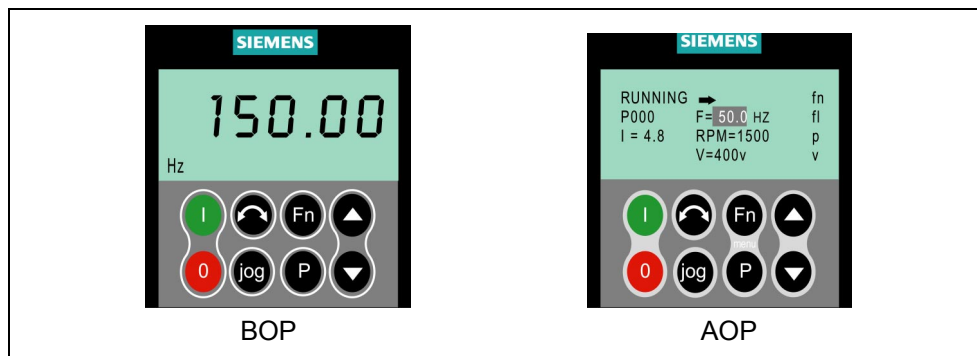 SIEMENS
150.00
Hz
I
Fn
0
jog
P
BOP
SIEMENS
RUNNING fn
P000 F= 50.0 HZ fl
I = 4.8 RPM=1500 p
V=400v v
I
Fn
menu
0
jog
P
AOP